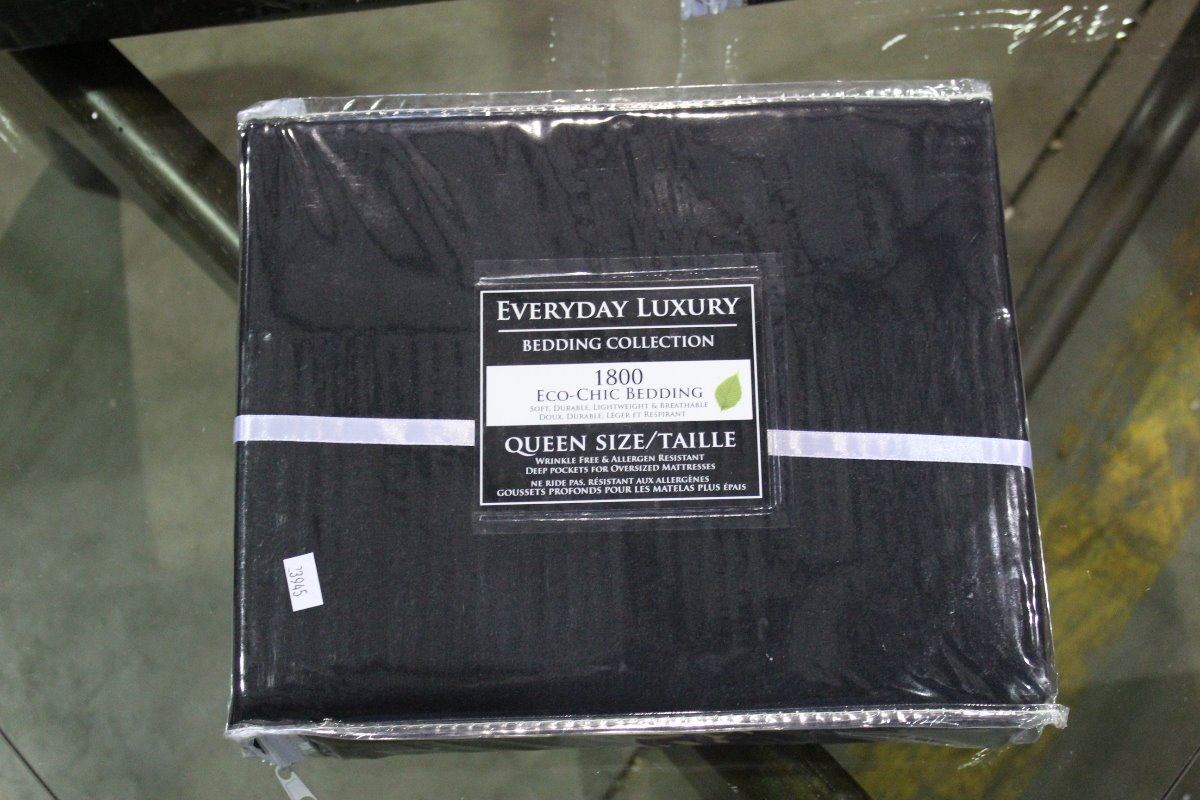 EVERYDAY LUXURY
BEDDING COLLECTION
1800
ECO-CHIC BEDDING
SOFT, DURABLE, LIGHTWEIGHT & BREATHABLE
DOUX, DURABLE, LEGER ET RESPIRANT
QUEEN SIZE/TAILLE
WRINKLE FREE & ALLERGEN RESISTANT
DEEP POCKETS FOR OVERSIZED MATTRESSES
NE RIDE PAS, RÉSISTANT AUX ALLERGÈNES
GOUSSETS PROFONDS POUR LES MATELAS PLUS ÉPAIS